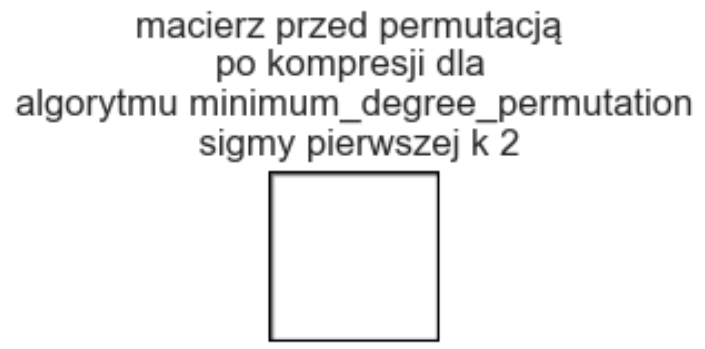 macierz przed permutacją
po kompresji dla
algorytmu minimum_degree_permutation
sigmy pierwszej k 2